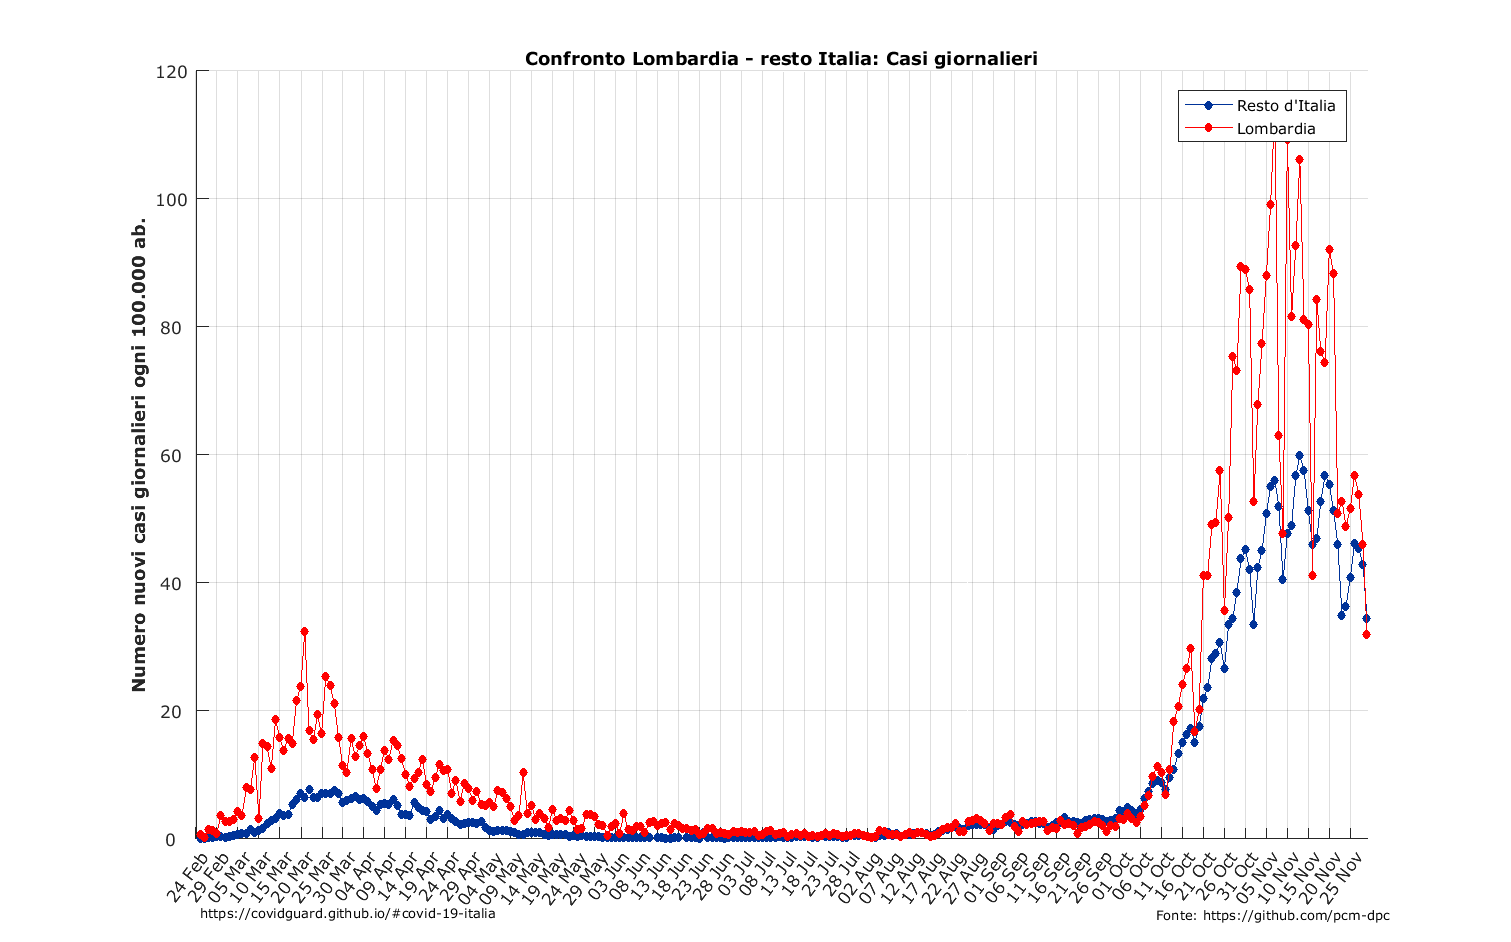 Confronto Lombardia - resto Italia: Casi giornalieri
Numero nuovi casi giornalieri ogni 100.000 ab.
120
100
80
60
40
20
0
Resto d'Italia
Lombardia
24 Feb
29 Feb
05 Mar
10 Mar
15 Mar
20 Mar
25 Mar
30 Mar
04 Apr
09 Apr
14 Apr
19 Apr
24 Apr
29 Apr
04 May
09 May
14 May
19 May
24 May
29 May
03 Jun
08 Jun
13 Jun
18 Jun
23 Jun
28 Jun
03 Jul
08 Jul
13 Jul
18 Jul
23 Jul
28 Jul
02 Aug
07 Aug
12 Aug
17 Aug
22 Aug
27 Aug
01 Sep
06 Sep
11 Sep
16 Sep
21 Sep
26 Sep
01 Oct
06 Oct
11 Oct
16 Oct
21 Oct
26 Oct
31 Oct
05 Nov
10 Nov
15 Nov
20 Nov
25 Nov
https://covidguard.github.io/#covid-19-italia
Fonte: https://github.com/pcm-dpc